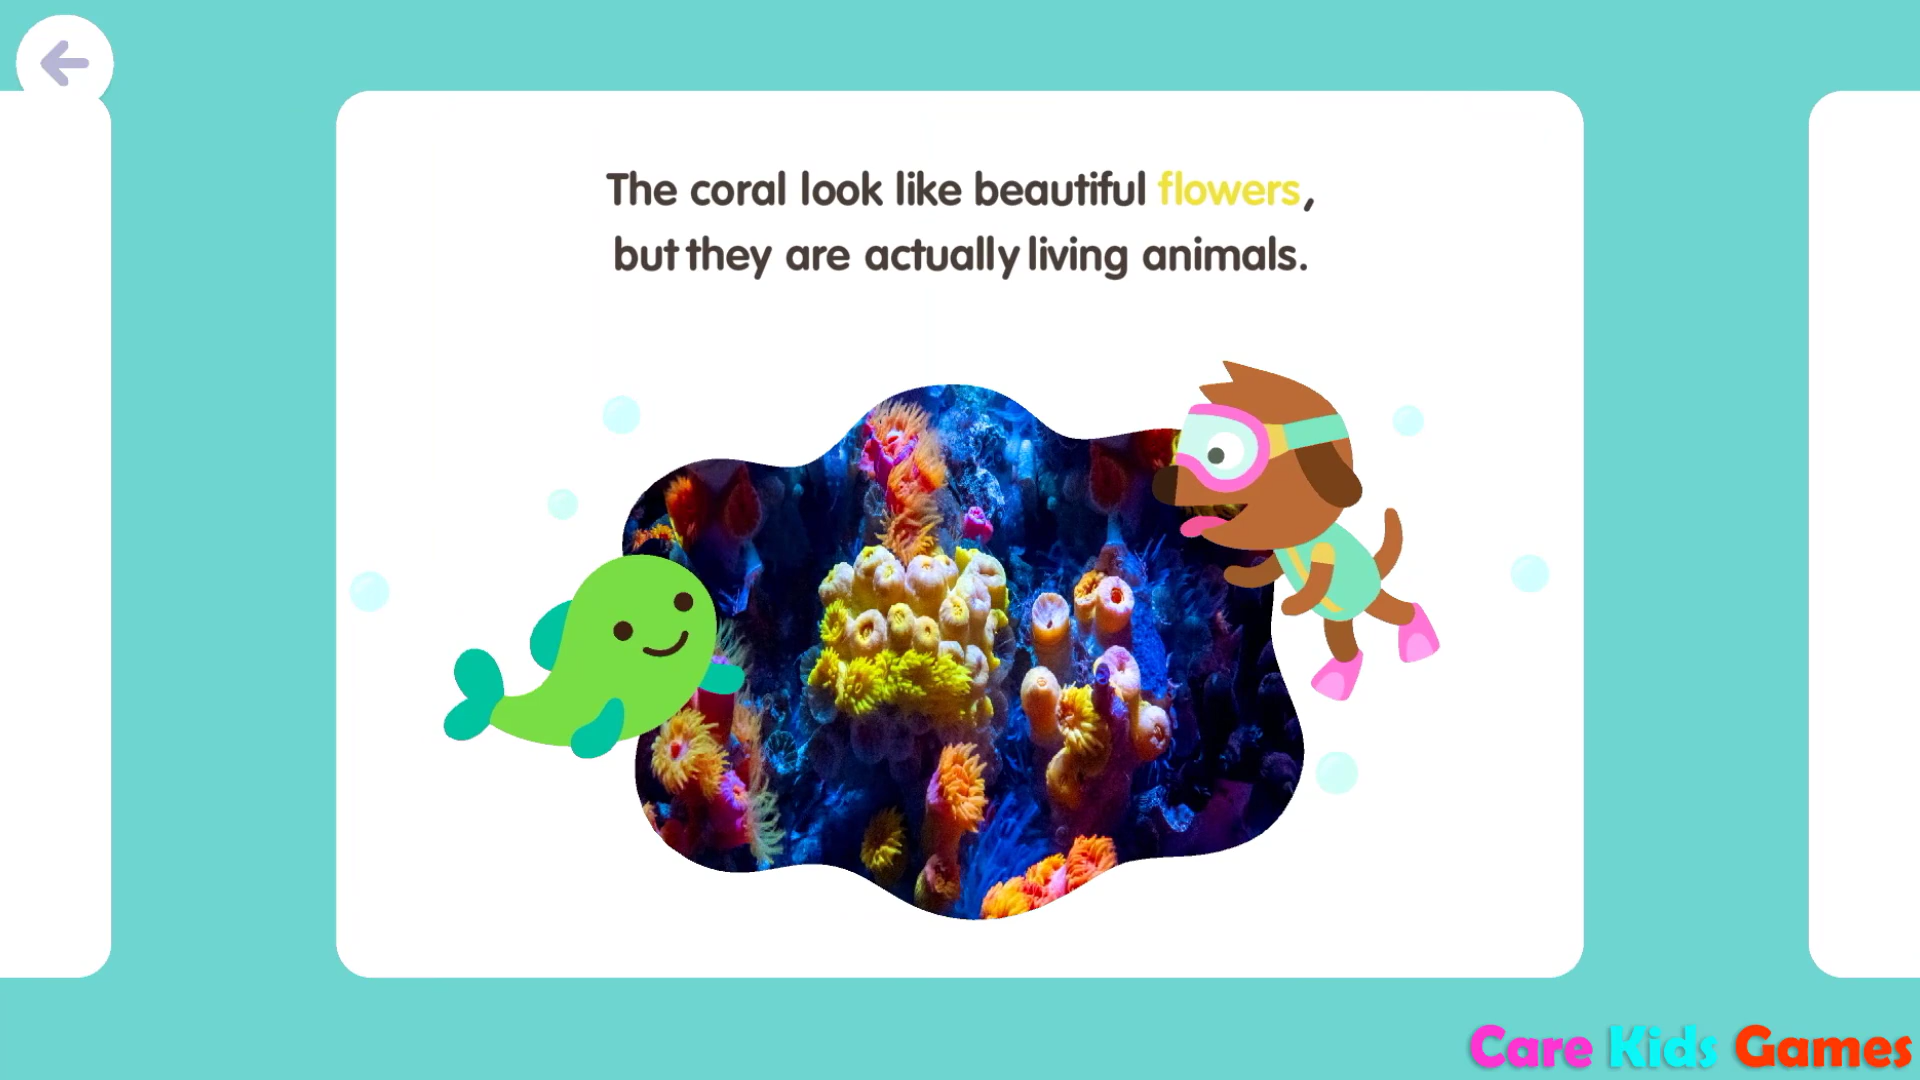 The coral look like beautiful flowers,
but they are actually living animals.
Care Kids Games